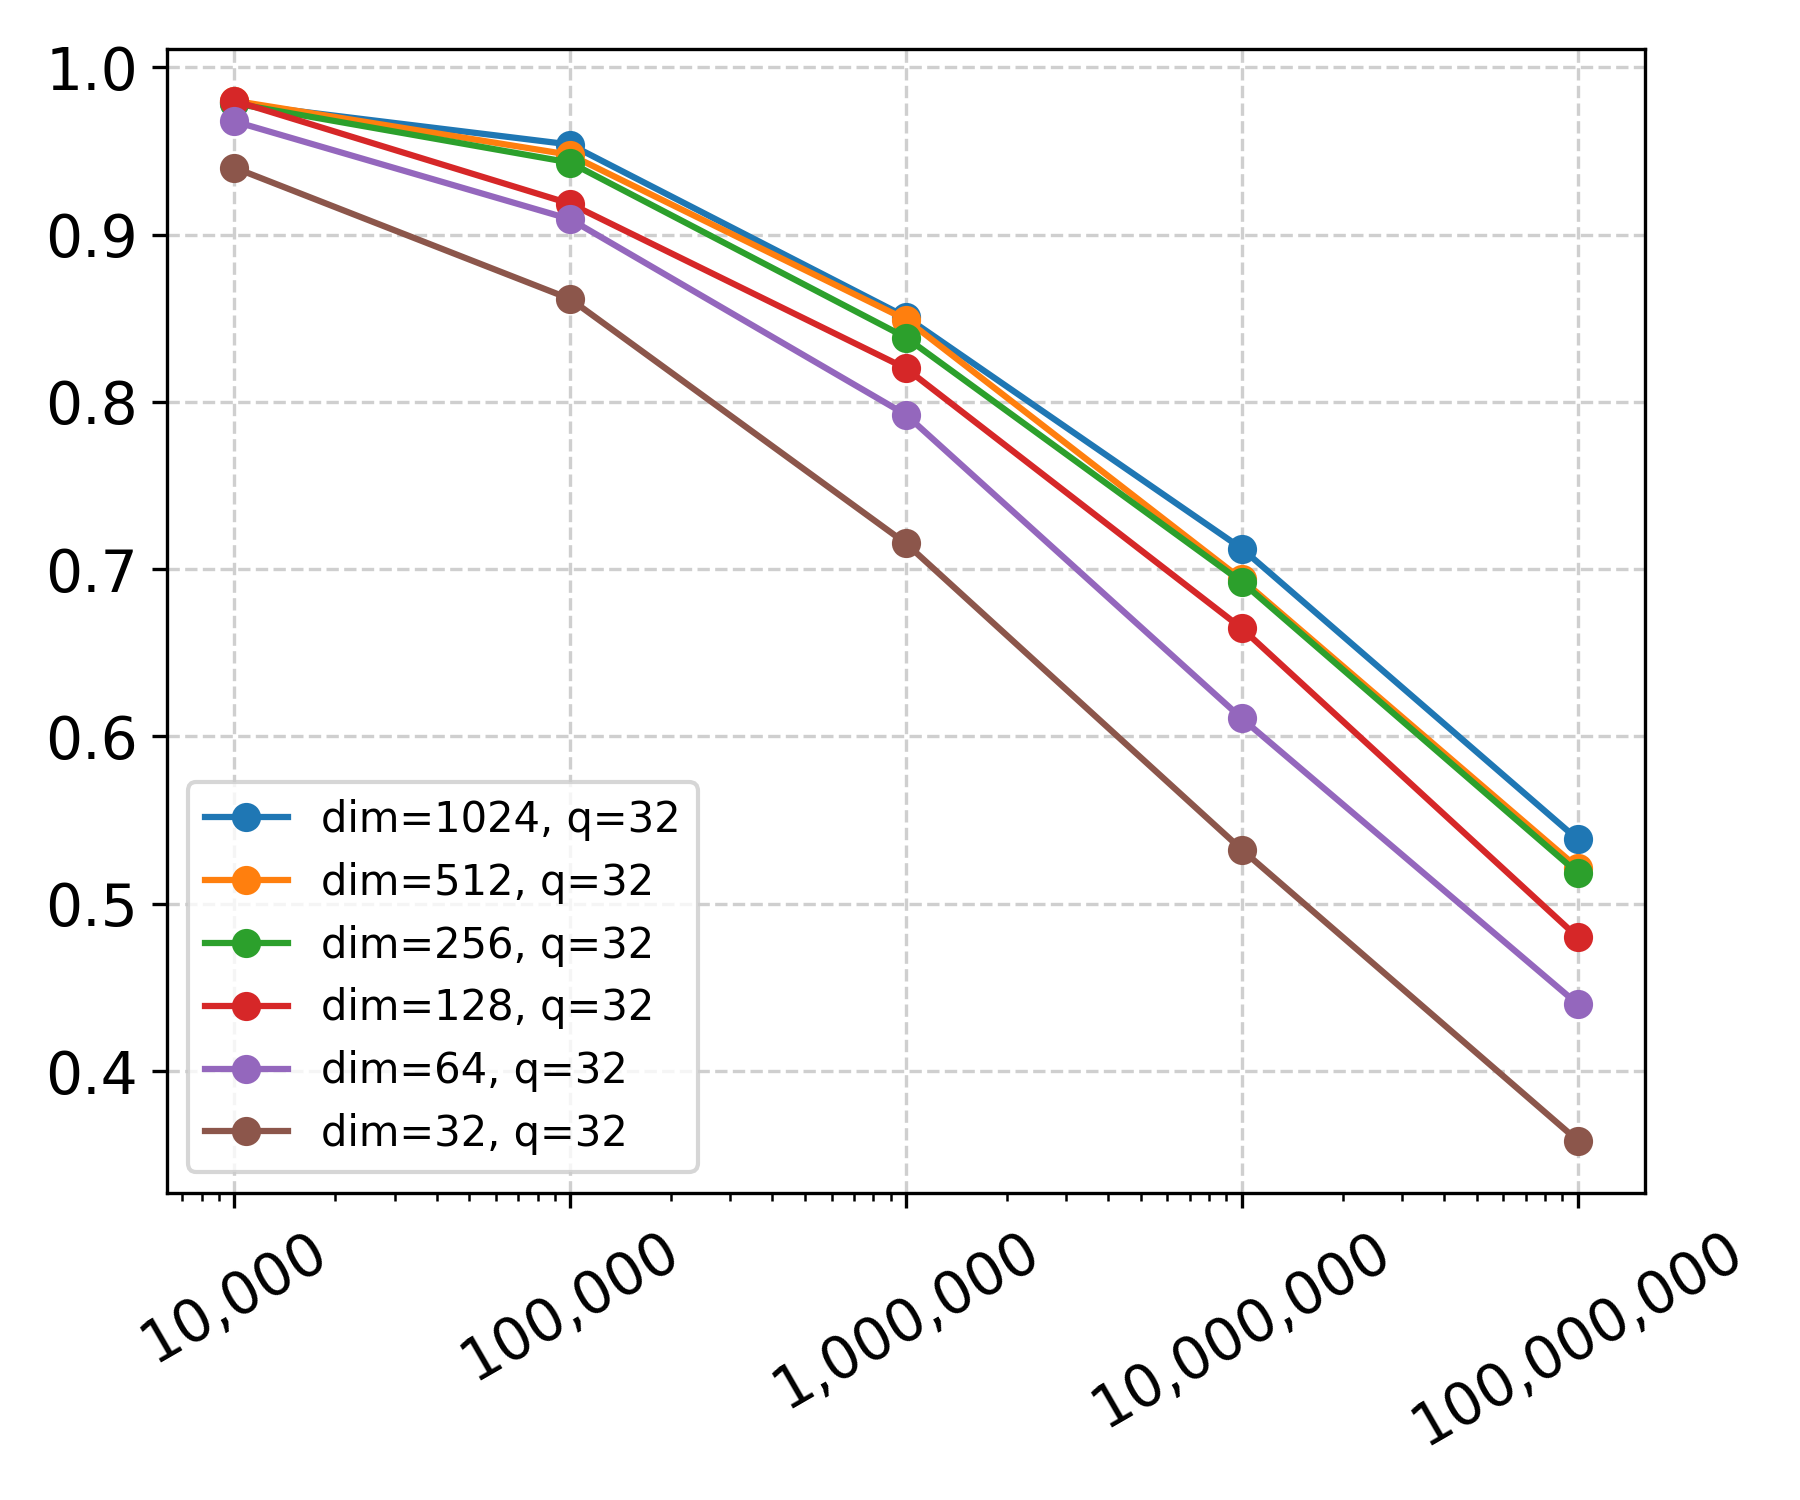 1.0
0.9
0.8
0.7
0.6
0.5
0.4
dim=1024, q=32
dim=512, q=32
dim=256, q=32
dim=128, q=32
dim=64, q=32
dim=32, q=32
10,000
100,000
1,000,000
10,000,000
100,000,000